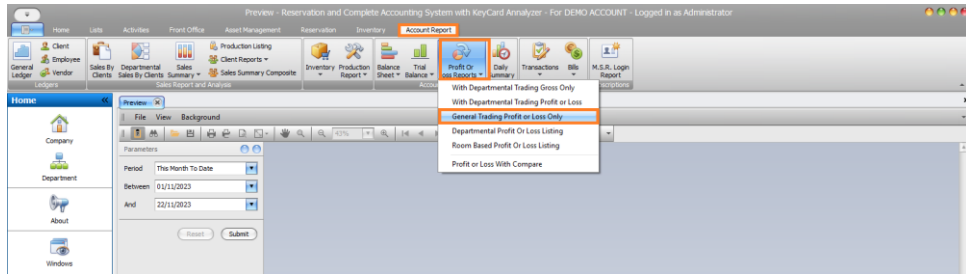 Preview - Reservation and Complete Accounting System with KeyCard Annalyzer - For DEMO ACCOUNT - Logged in as Administrator
Home Lists Activities Front Office Asset Management Reservation Inventory Account Report
General Ledger
Client
Employee
Vendor
Ledgers
Sales By Clients
Departmental Sales By Clients
Sales Summary
Production Listing
Client Reports
Sales Summary Composite
Sales Report and Analysis
Inventory
Production Report
Balance Sheet
Trial Balance
Profit Or
oss Reports
Daily
ummary
Transactions
Bills
M.S.R. Login Report
Accou
scriptions
With Departmental Trading Gross Only
With Departmental Trading Profit or Loss
General Trading Profit or Loss Only
Departmental Profit Or Loss Listing
Room Based Profit Or Loss Listing
Profit or Loss With Compare
Home
Company
Department
About
Windows
Preview
File View Background
43%
Parameters
Period This Month To Date
Between 01/11/2023
And 22/11/2023
Reset Submit